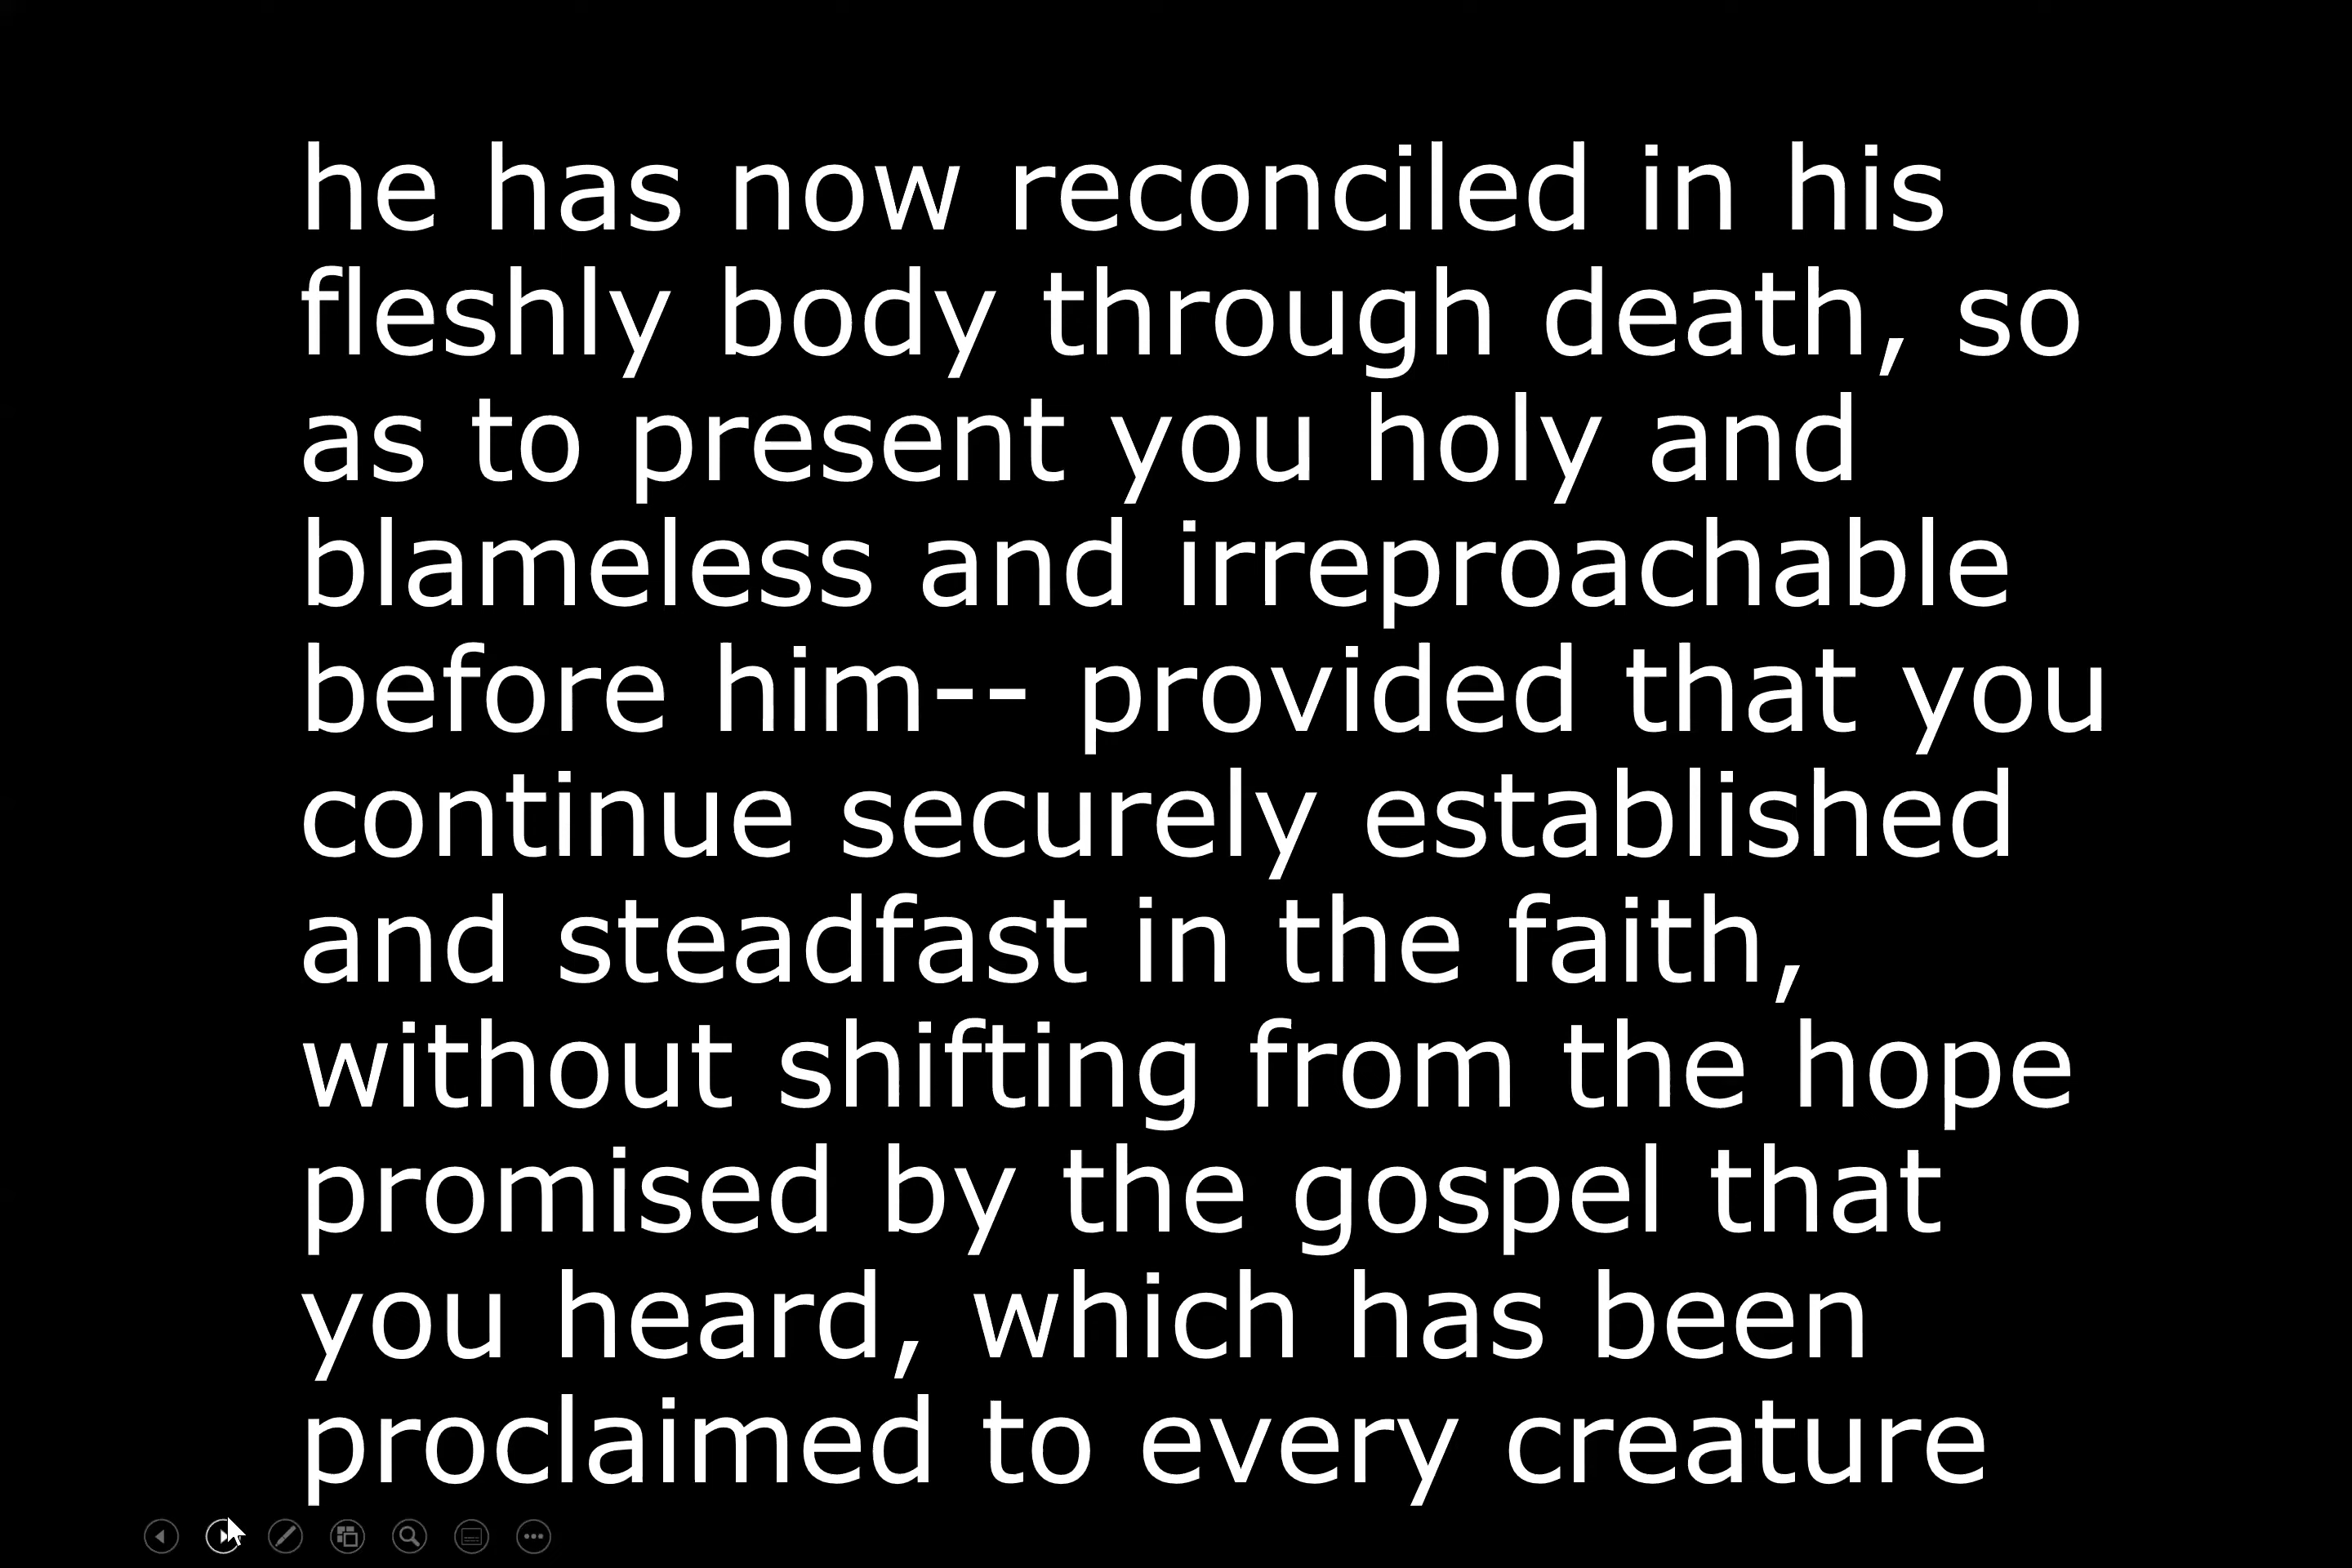 he has now reconciled in his
fleshly body through death, so
as to present you holy and
blameless and irreproachable
before him-- provided that you
continue securely established
and steadfast in the faith,
without shifting from the hope
promised by the gospel that
you heard, which has been
proclaimed to every creature